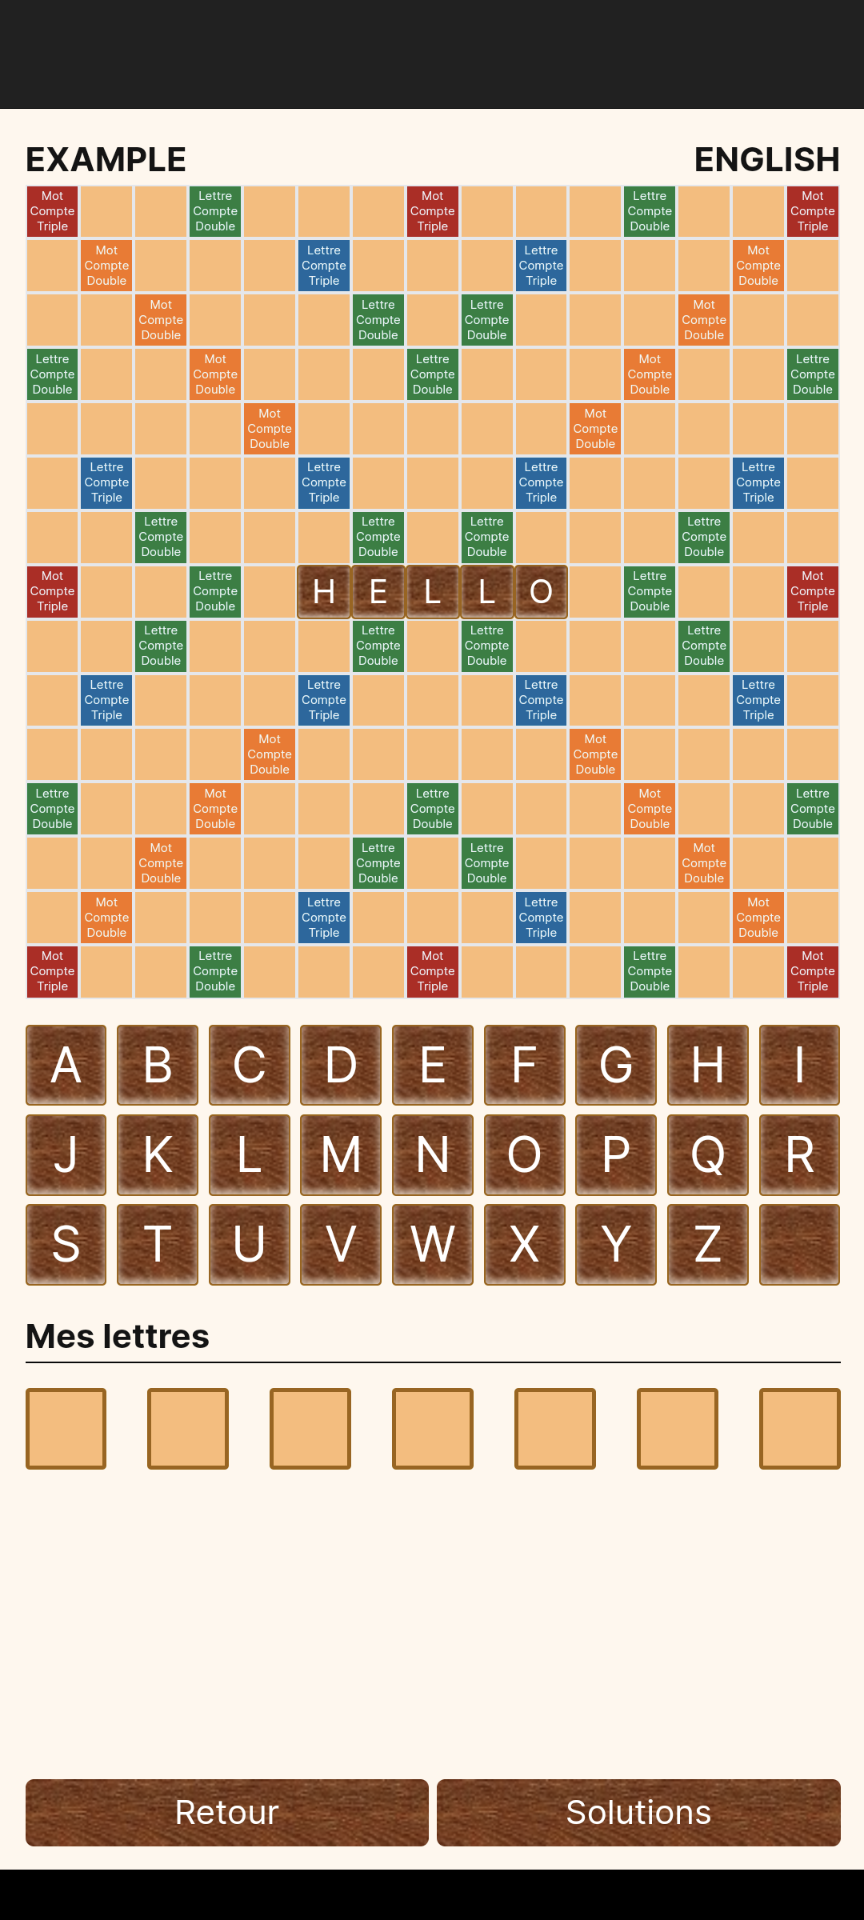 EXAMPLE ENGLISH
Mot Lettre Mot Lettre Mot
Compte Compte Compte Compte Compte
Triple Double Triple Double Triple
Mot Lettre Lettre Mot
Compte Compte Compte Compte
Double Triple Triple Double
Mot Lettre Lettre Mot
Compte Compte Compte Compte
Double Double Double Double
Lettre Mot Lettre Mot Lettre
Compte Compte Compte Compte Compte
Double Double Double Double Double
Mot Mot
Compte Compte
Double Double
Lettre Lettre Lettre Lettre
Compte Compte Compte Compte
Triple Triple Triple Triple
Lettre Lettre Lettre Lettre
Compte Compte Compte Compte
Double Double Double Double
Mot Lettre Lettre Mot
Compte Compte H E L L O Compte Compte
Triple Double Double Triple
Lettre Lettre Lettre Lettre
Compte Compte Compte Compte
Double Double Double Double
Lettre Lettre Lettre Lettre
Compte Compte Compte Compte
Triple Triple Triple Triple
Mot Mot
Compte Compte
Double Double
Lettre Mot Lettre Mot Lettre
Compte Compte Compte Compte Compte
Double Double Double Double Double
Mot Lettre Lettre Mot
Compte Compte Compte Compte
Double Double Double Double
Mot Lettre Lettre Mot
Compte Compte Compte Compte
Double Triple Triple Double
Mot Lettre Mot Lettre Mot
Compte Compte Compte Compte Compte
Triple Double Triple Double Triple
A B C D E F G H I
J K L M N O P Q R
S T U V W X Y Z
Mes lettres
Retour Solutions